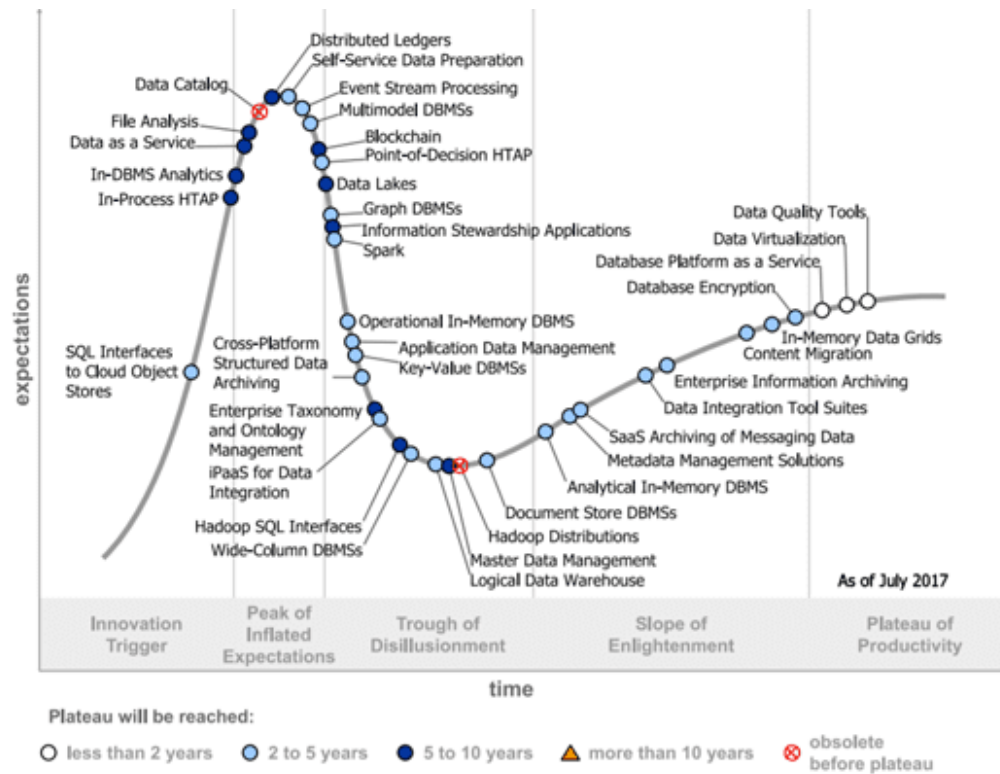 Distributed Ledgers
Self-Service Data Preparation
Data Catalog
Event Stream Processing
Multimodel DBMSs
File Analysis
Data as a Service
Blockchain
Point-of-Decision HTAP
In-DBMS Analytics
Data Lakes
In-Process HTAP
Graph DBMSs
Information Stewardship Applications
Spark
Data Quality Tools
Data Virtualization
Database Platform as a Service
Database Encryption
Operational In-Memory DBMS
Application Data Management
Key-Value DBMSs
In-Memory Data Grids
Content Migration
Enterprise Information Archiving
Data Integration Tool Suites
SaaS Archiving of Messaging Data
Metadata Management Solutions
Analytical In-Memory DBMS
Document Store DBMSs
Hadoop Distributions
Master Data Management
Logical Data Warehouse
SQL Interfaces
to Cloud Object
Stores
Cross-Platform
Structured Data
Archiving
Enterprise Taxonomy
and Ontology
Management
iPaaS for Data
Integration
Hadoop SQL Interfaces
Wide-Column DBMSs
As of July 2017
expectations
Innovation
Trigger
Peak of
Inflated
Expectations
Trough of
Disillusionment
Slope of
Enlightenment
Plateau of
Productivity
time
Plateau will be reached:
less than 2 years
2 to 5 years
5 to 10 years
more than 10 years
obsolete
before plateau